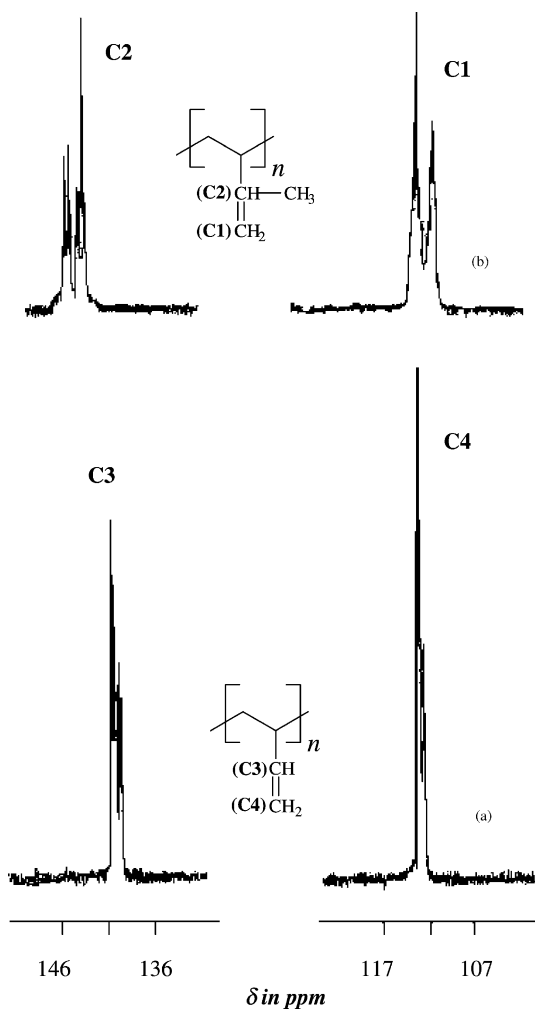 C2
C1
n
(C2)CH—CH3
(C1)CH2
(b)
C4
C3
n
(C3)CH
(C4)CH2
(a)
146 136 117 107
δ in ppm